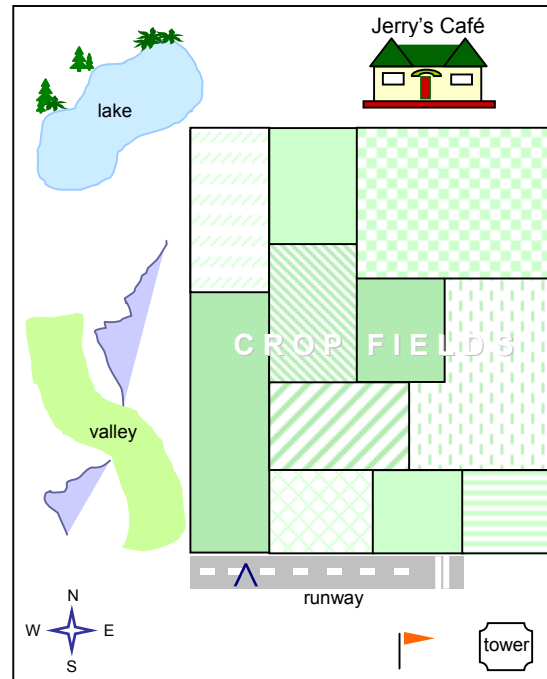 Jerry's Café
lake
CROP FIELDS
valley
runway
N
W E
S
tower